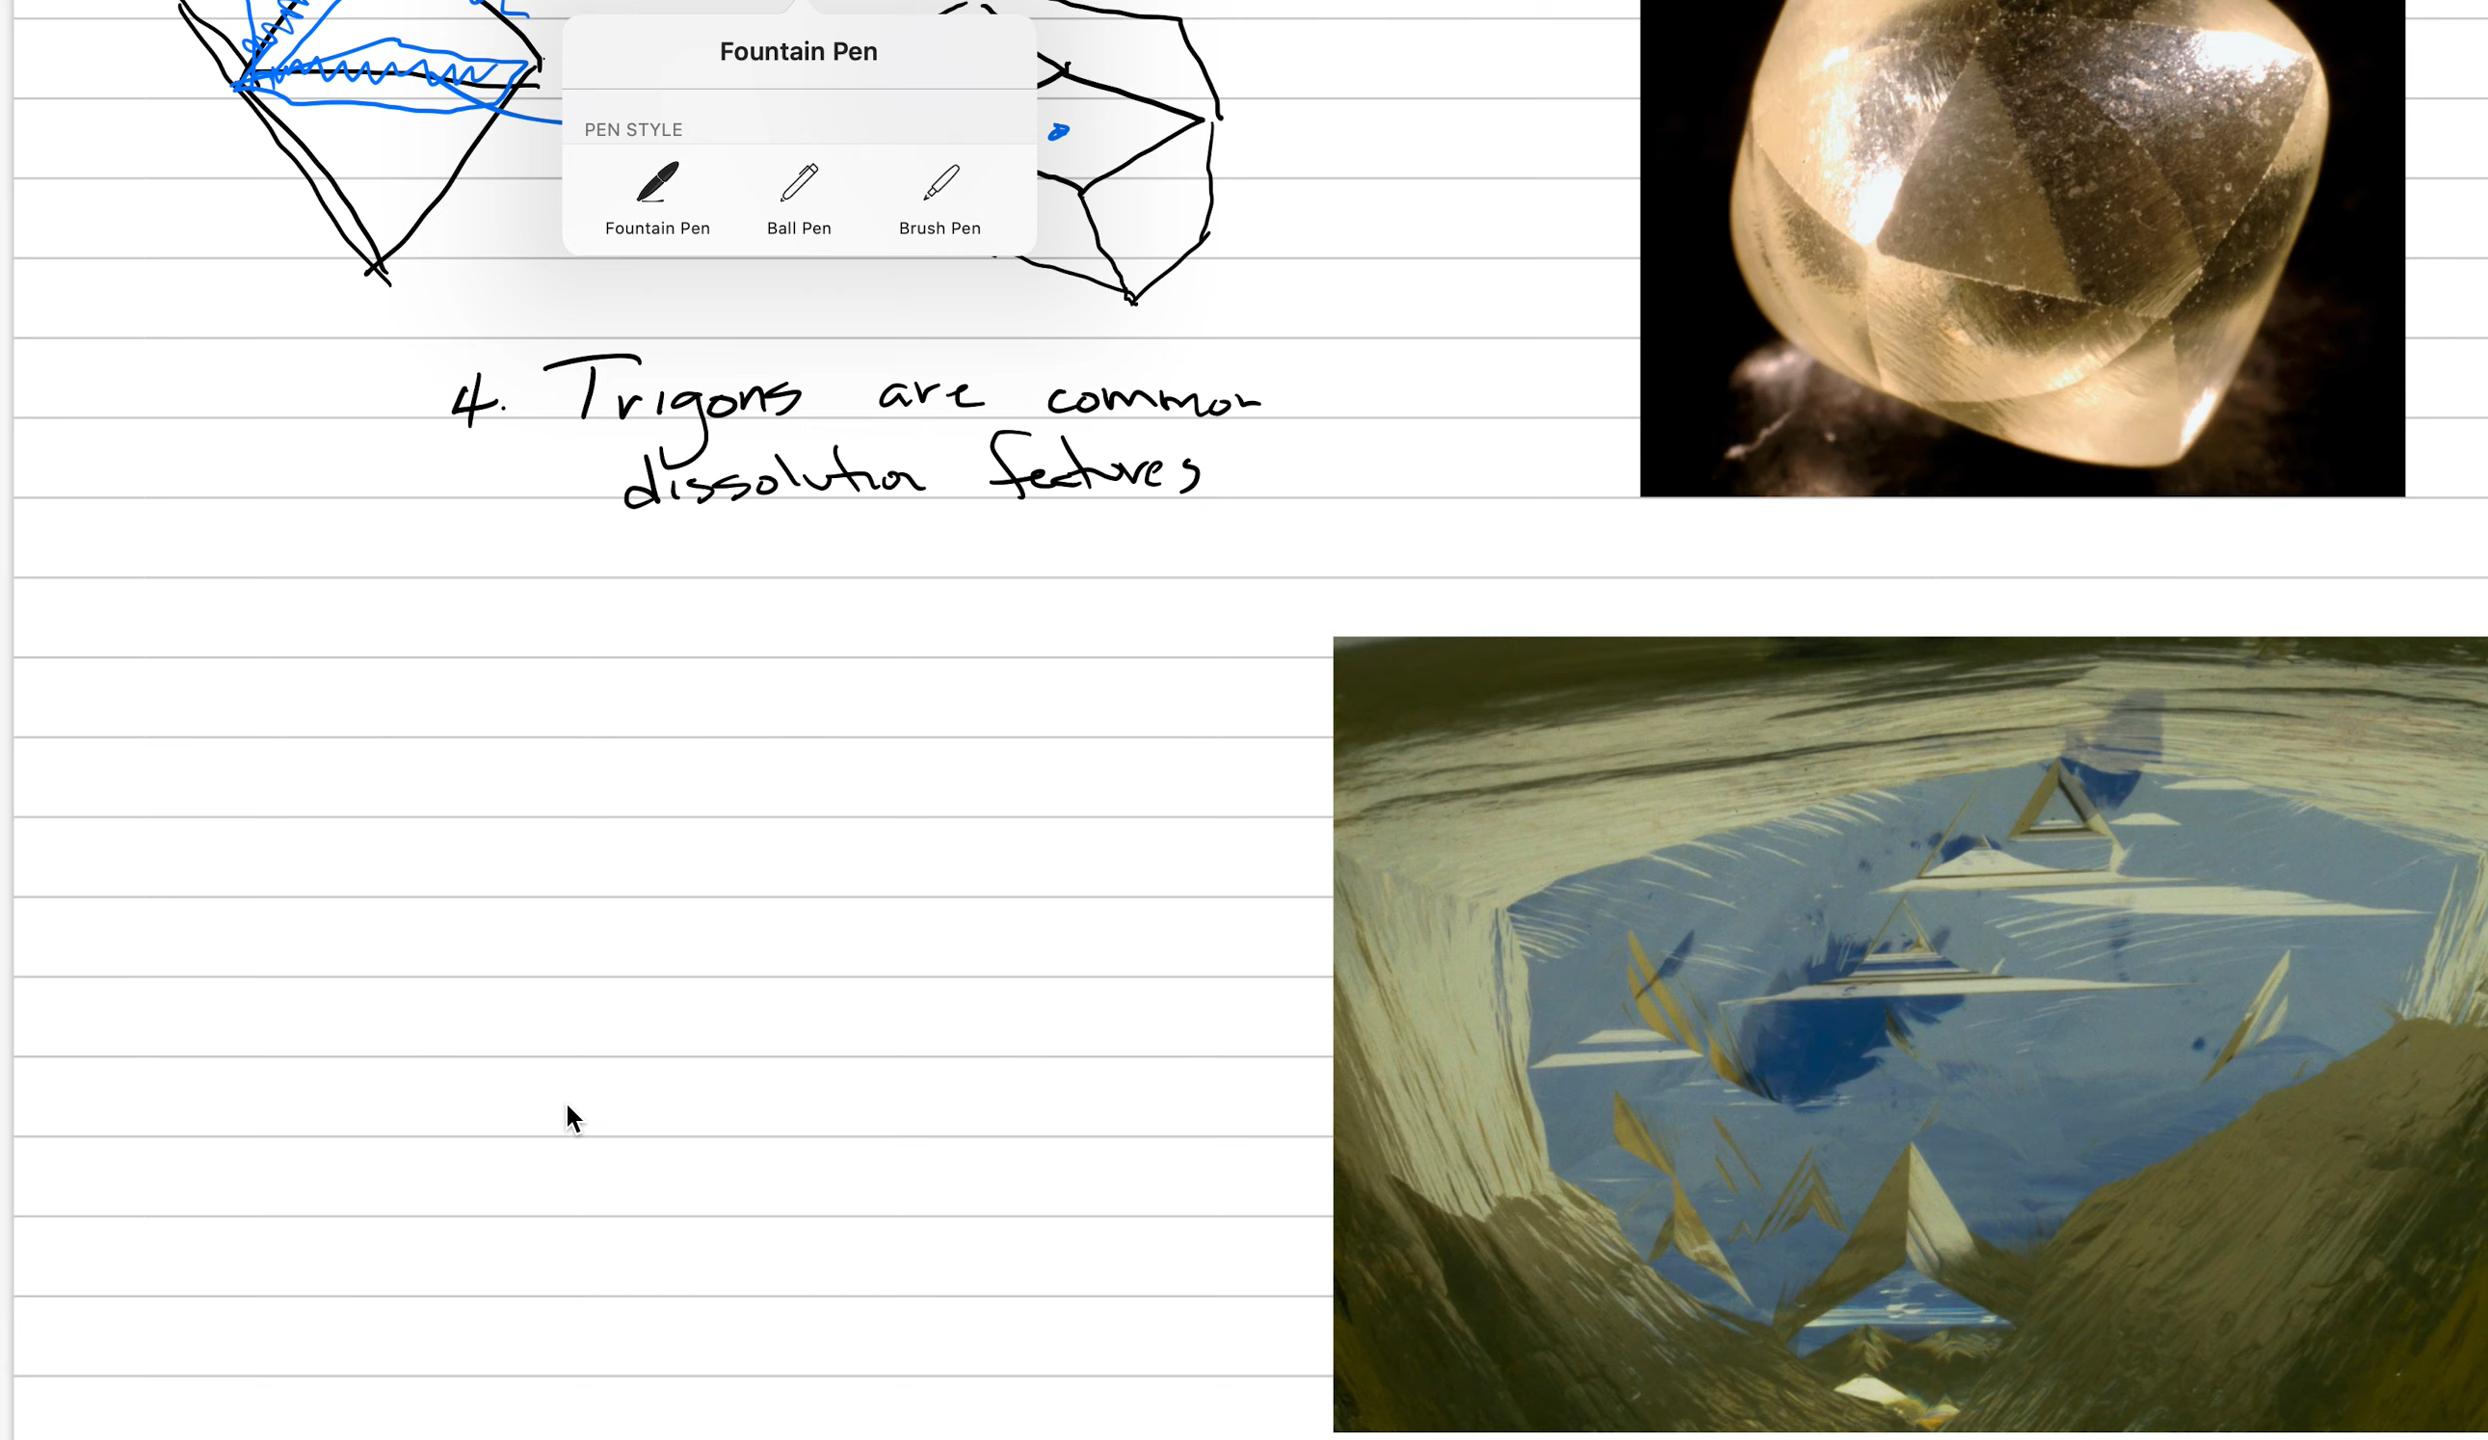 Fountain Pen
PEN STYLE
Fountain Pen Ball Pen Brush Pen
4. Trigons are common
dissolution features